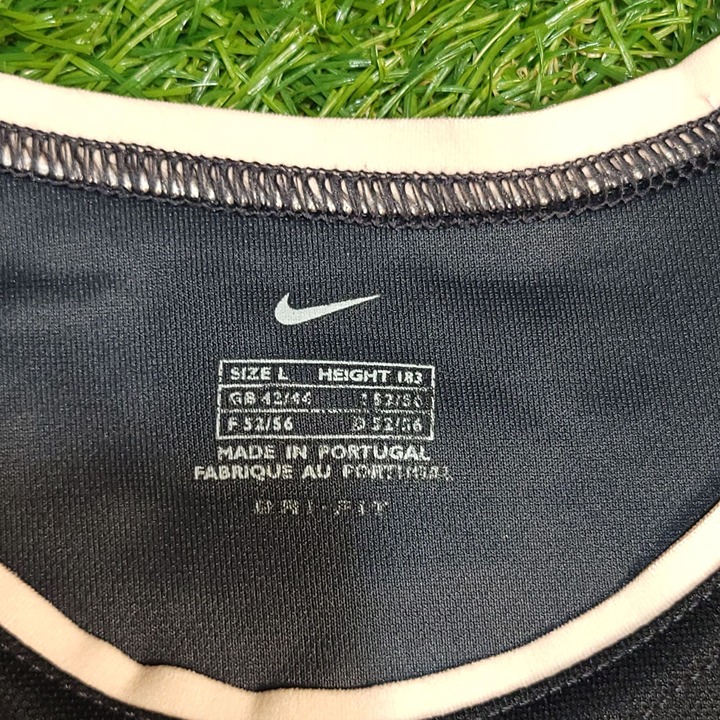 SIZE L HEIGHT 183
GB 42/44 I 52/56
F 52/56 D 52/56
MADE IN PORTUGAL
FABRIQUE AU PORTUGAL
DRI-FIT